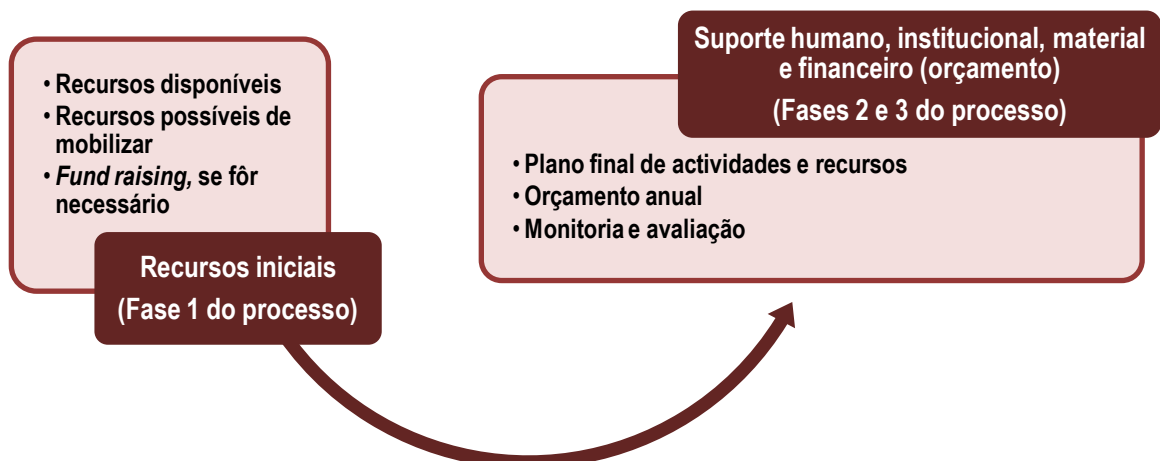 • Recursos disponíveis
• Recursos possíveis de
mobilizar
• Fund raising, se fôr
necessário
Recursos iniciais
(Fase 1 do processo)
Suporte humano, institucional, material
e financeiro (orçamento)
(Fases 2 e 3 do processo)
• Plano final de actividades e recursos
• Orçamento anual
• Monitoria e avaliação